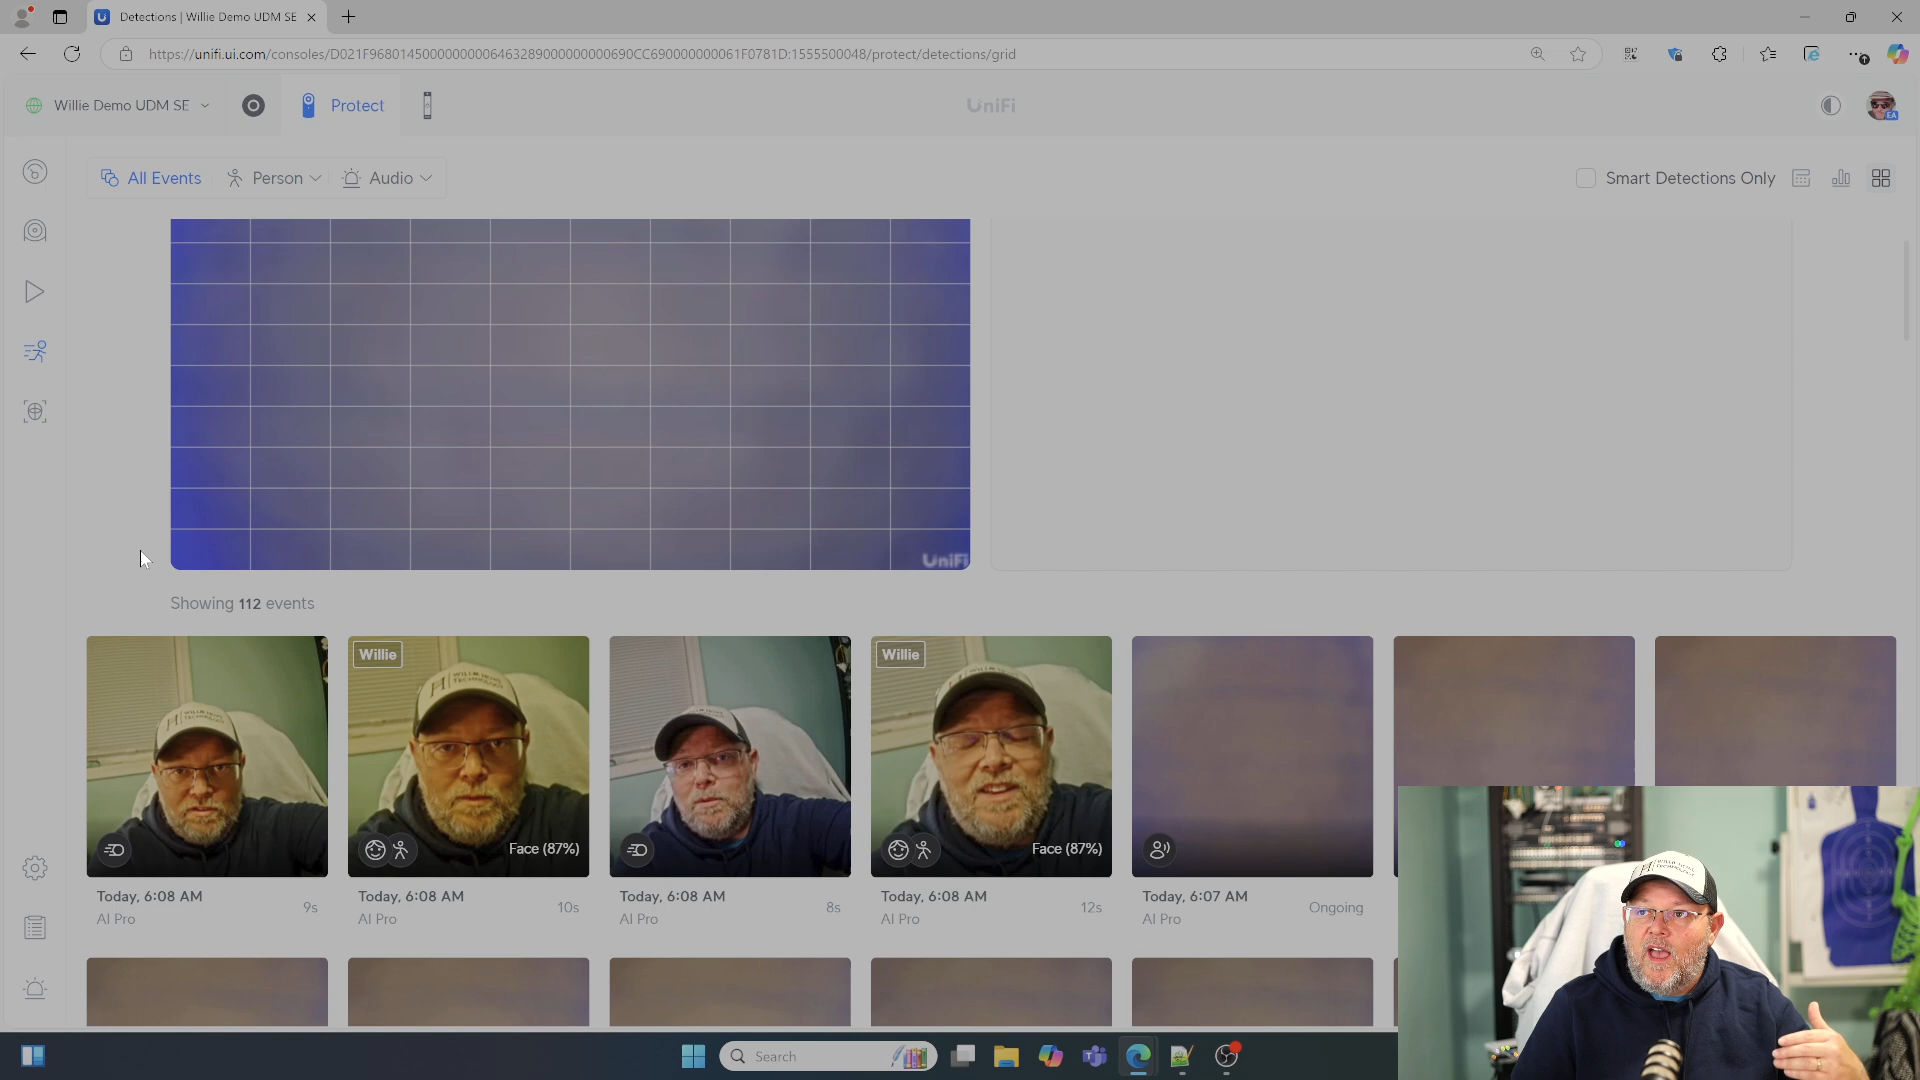 Detections | Willie Demo UDM SE
https://unifi.ui.com/consoles/D021F96801450000000006463289000000000690CC690000000061F0781D:1555500048/protect/detections/grid
Willie Demo UDM SE
Protect
UniFi
EA
All Events
Person
Audio
Smart Detections Only
UniFi
Showing 112 events
Willie
Willie
Face (87%)
Face (87%)
Today, 6:08 AM
AI Pro
9s
Today, 6:08 AM
AI Pro
10s
Today, 6:08 AM
AI Pro
8s
Today, 6:08 AM
AI Pro
12s
Today, 6:07 AM
AI Pro
Ongoing
Search